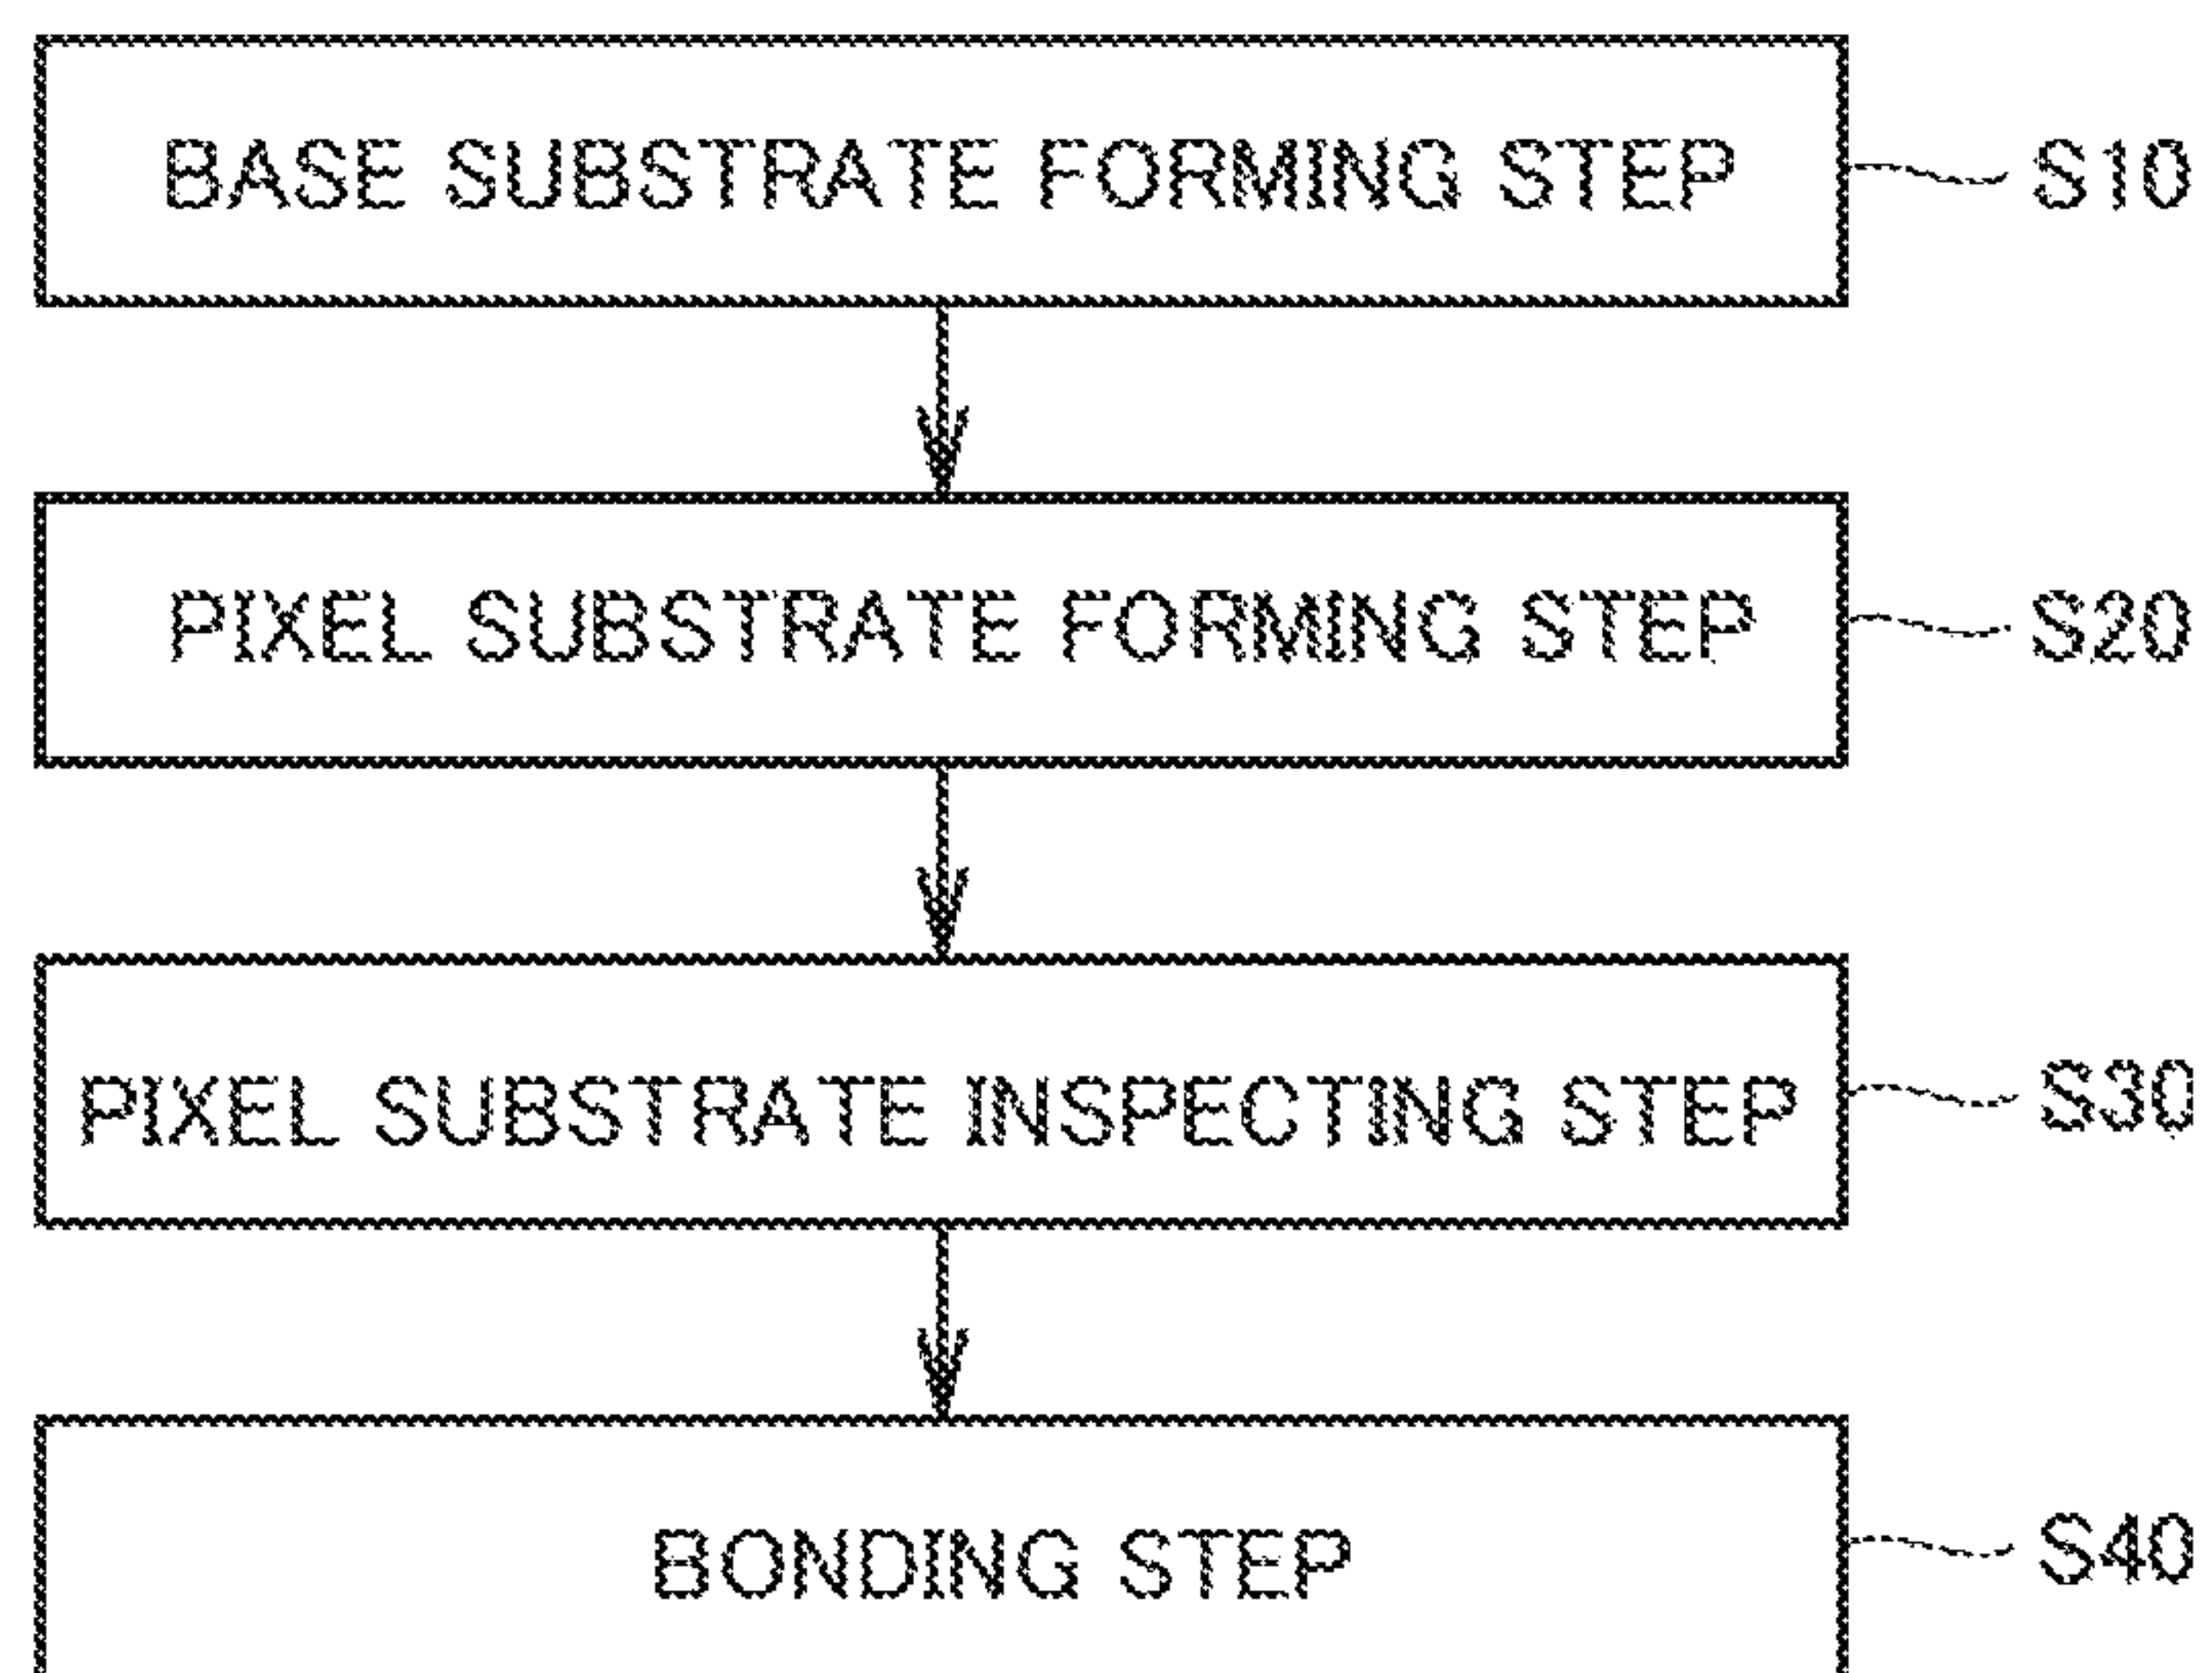 BASE SUBSTRATE FORMING STEP S10
PIXEL SUBSTRATE FORMING STEP S20
PIXEL SUBSTRATE INSPECTING STEP S30
BONDING STEP S40